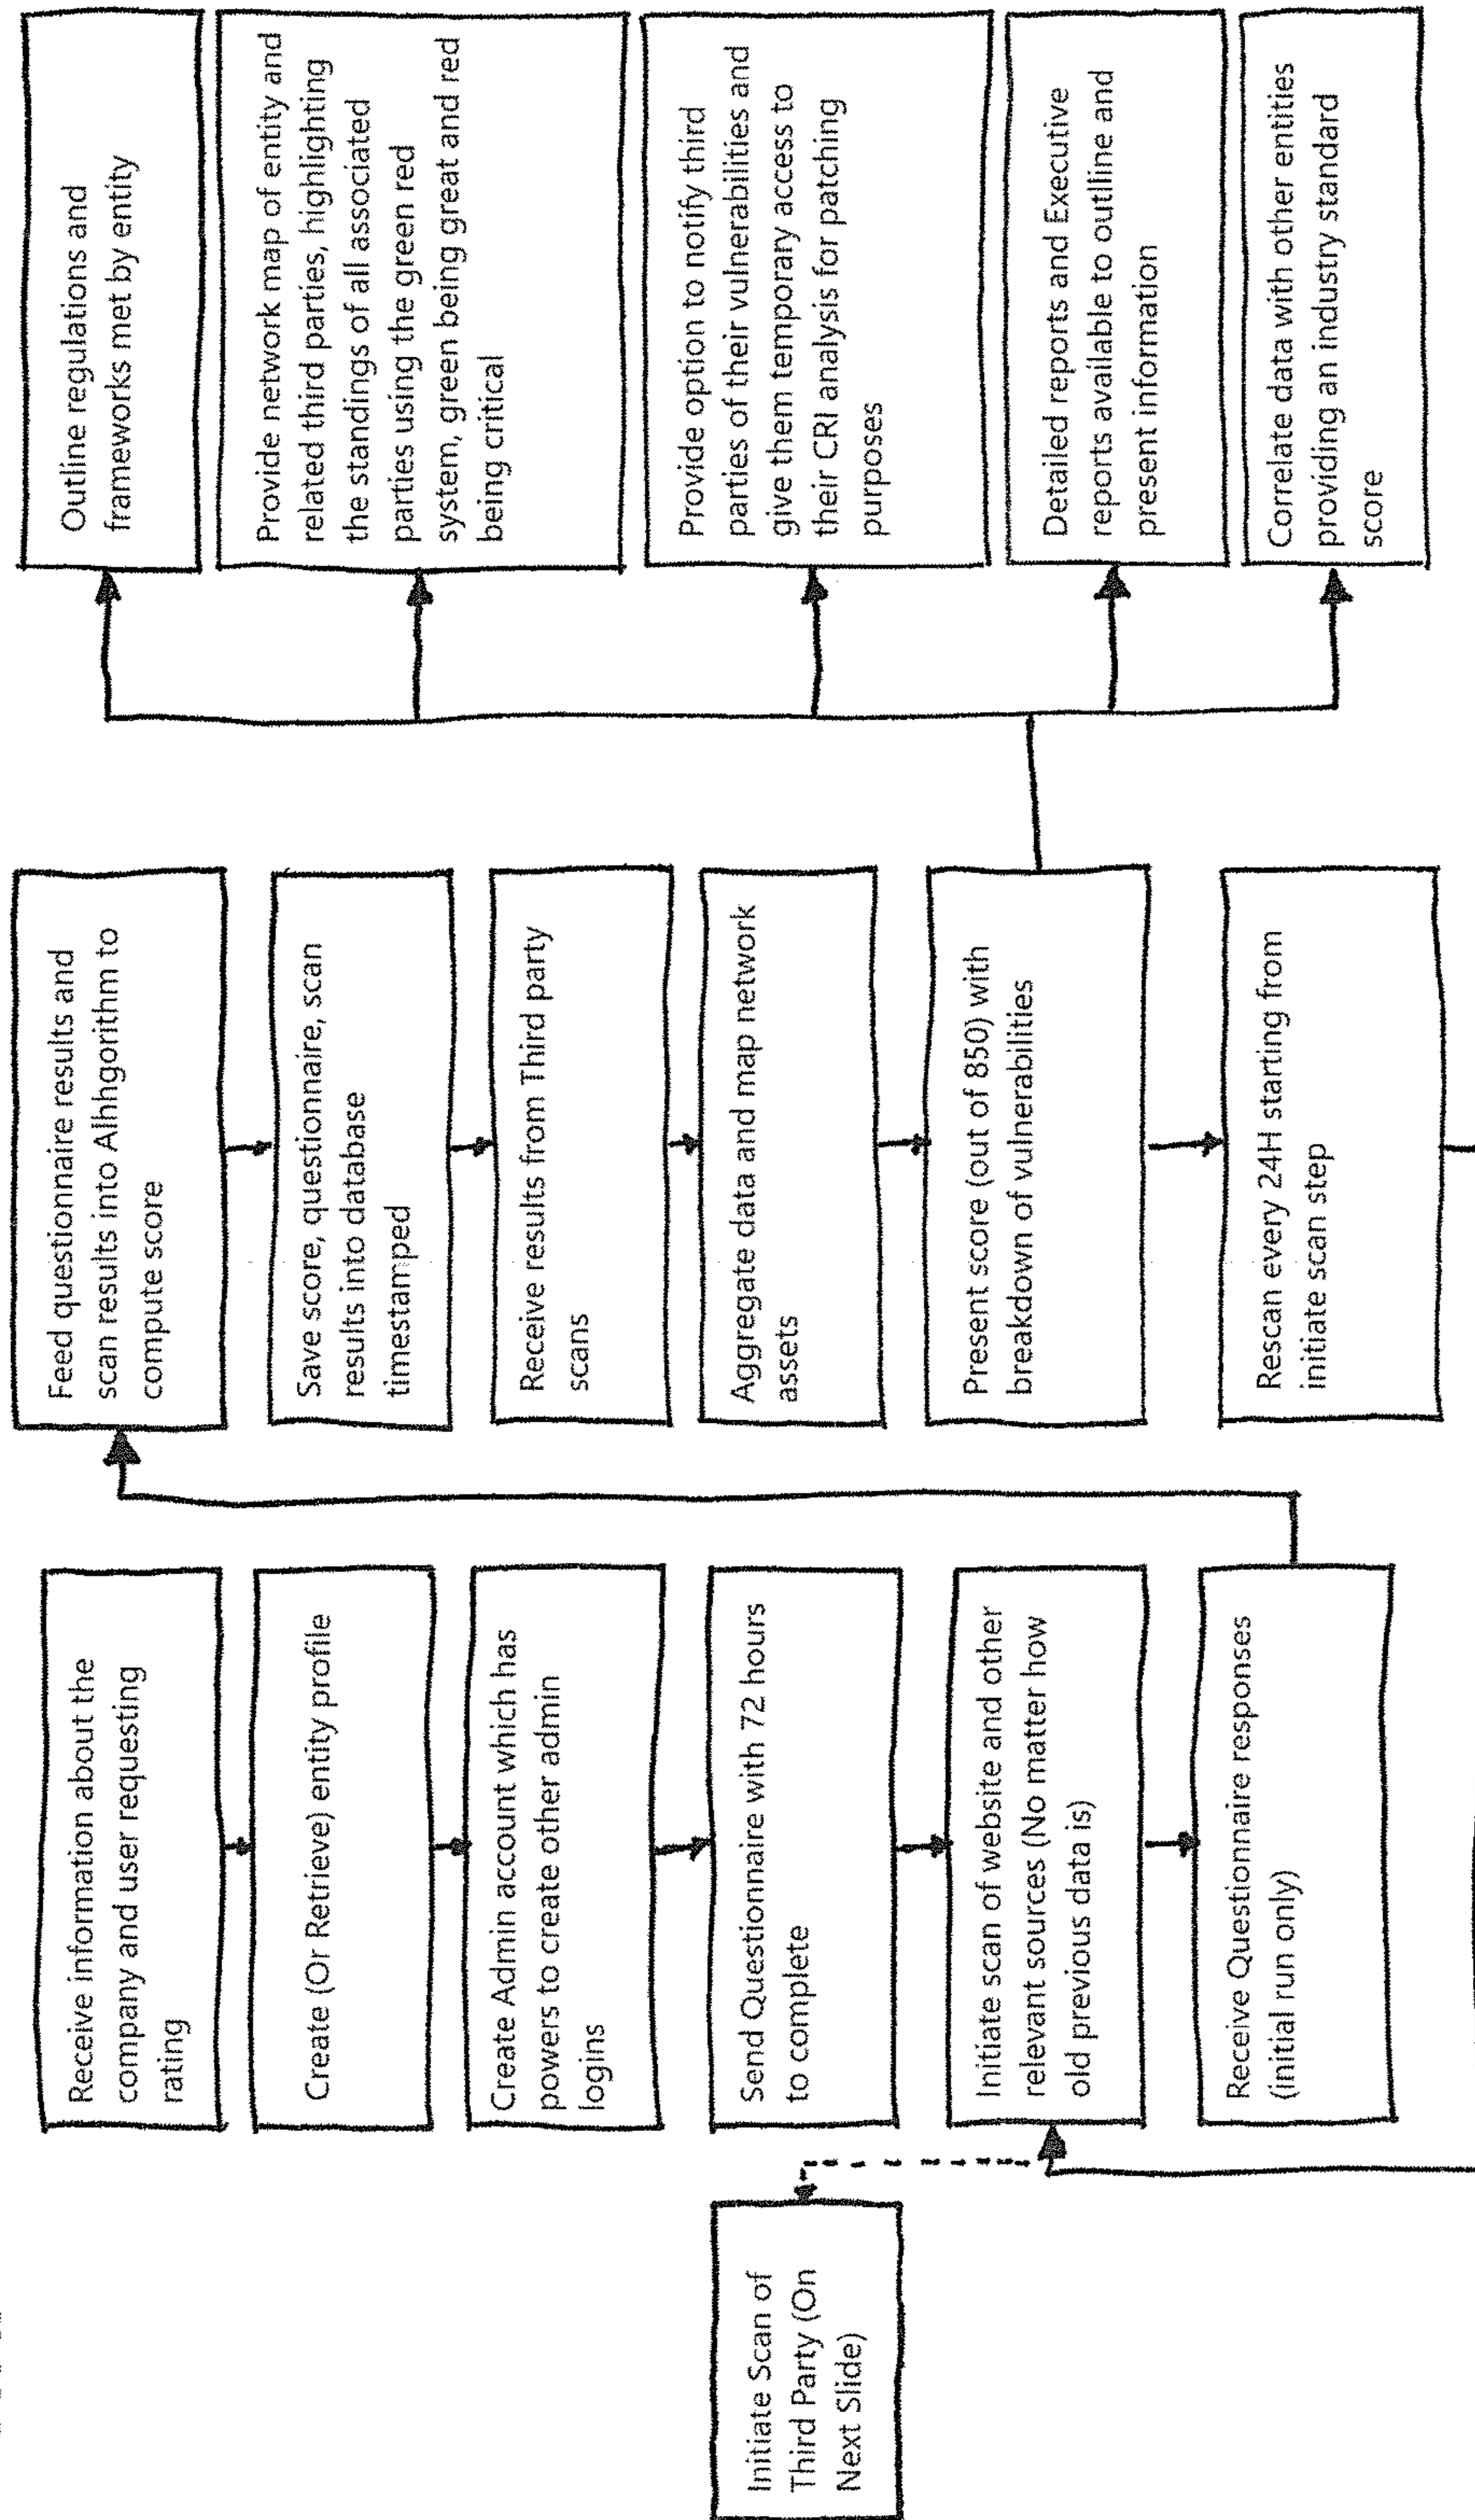 Receive information about the
company and user requesting
rating
Create (Or Retrieve) entity profile
Create Admin account which has
powers to create other admin
logins
Send Questionnaire with 72 hours
to complete
Initiate scan of website and other
relevant sources (No matter how
old previous data is)
Receive Questionnaire responses
(initial run only)
Initiate Scan of
Third Party (On
Next Slide)
Feed questionnaire results and
scan results into Alhhgorithm to
compute score
Save score, questionnaire, scan
results into database
timestamped
Receive results from Third party
scans
Aggregate data and map network
assets
Present score (out of 850) with
breakdown of vulnerabilities
Rescan every 24H starting from
initiate scan step
Outline regulations and
frameworks met by entity
Provide network map of entity and
related third parties, highlighting
the standings of all associated
parties using the green red
system, green being great and red
being critical
Provide option to notify third
parties of their vulnerabilities and
give them temporary access to
their CRI analysis for patching
purposes
Detailed reports and Executive
reports available to outline and
present information
Correlate data with other entities
providing an industry standard
score